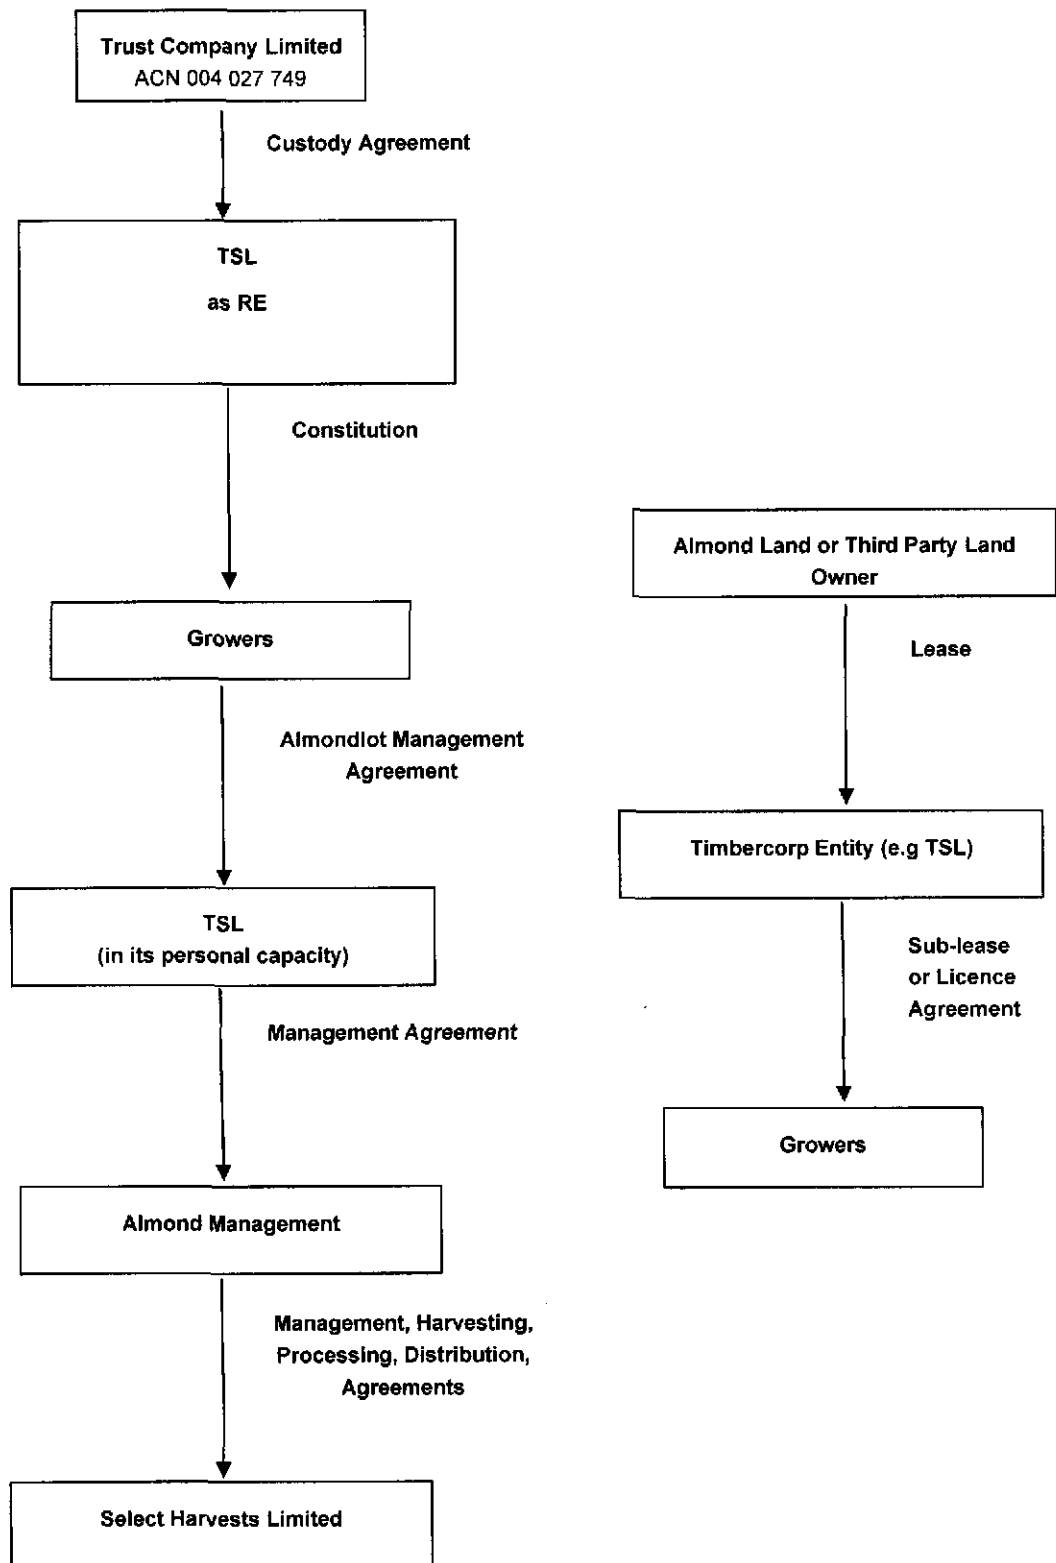 Trust Company Limited
ACN 004 027 749
Custody Agreement
TSL
as RE
Constitution
Growers
Almondlot Management
Agreement
TSL
(in its personal capacity)
Management Agreement
Almond Management
Management, Harvesting,
Processing, Distribution,
Agreements
Select Harvests Limited
Almond Land or Third Party Land
Owner
Lease
Timbercorp Entity (e.g TSL)
Sub-lease
or Licence
Agreement
Growers